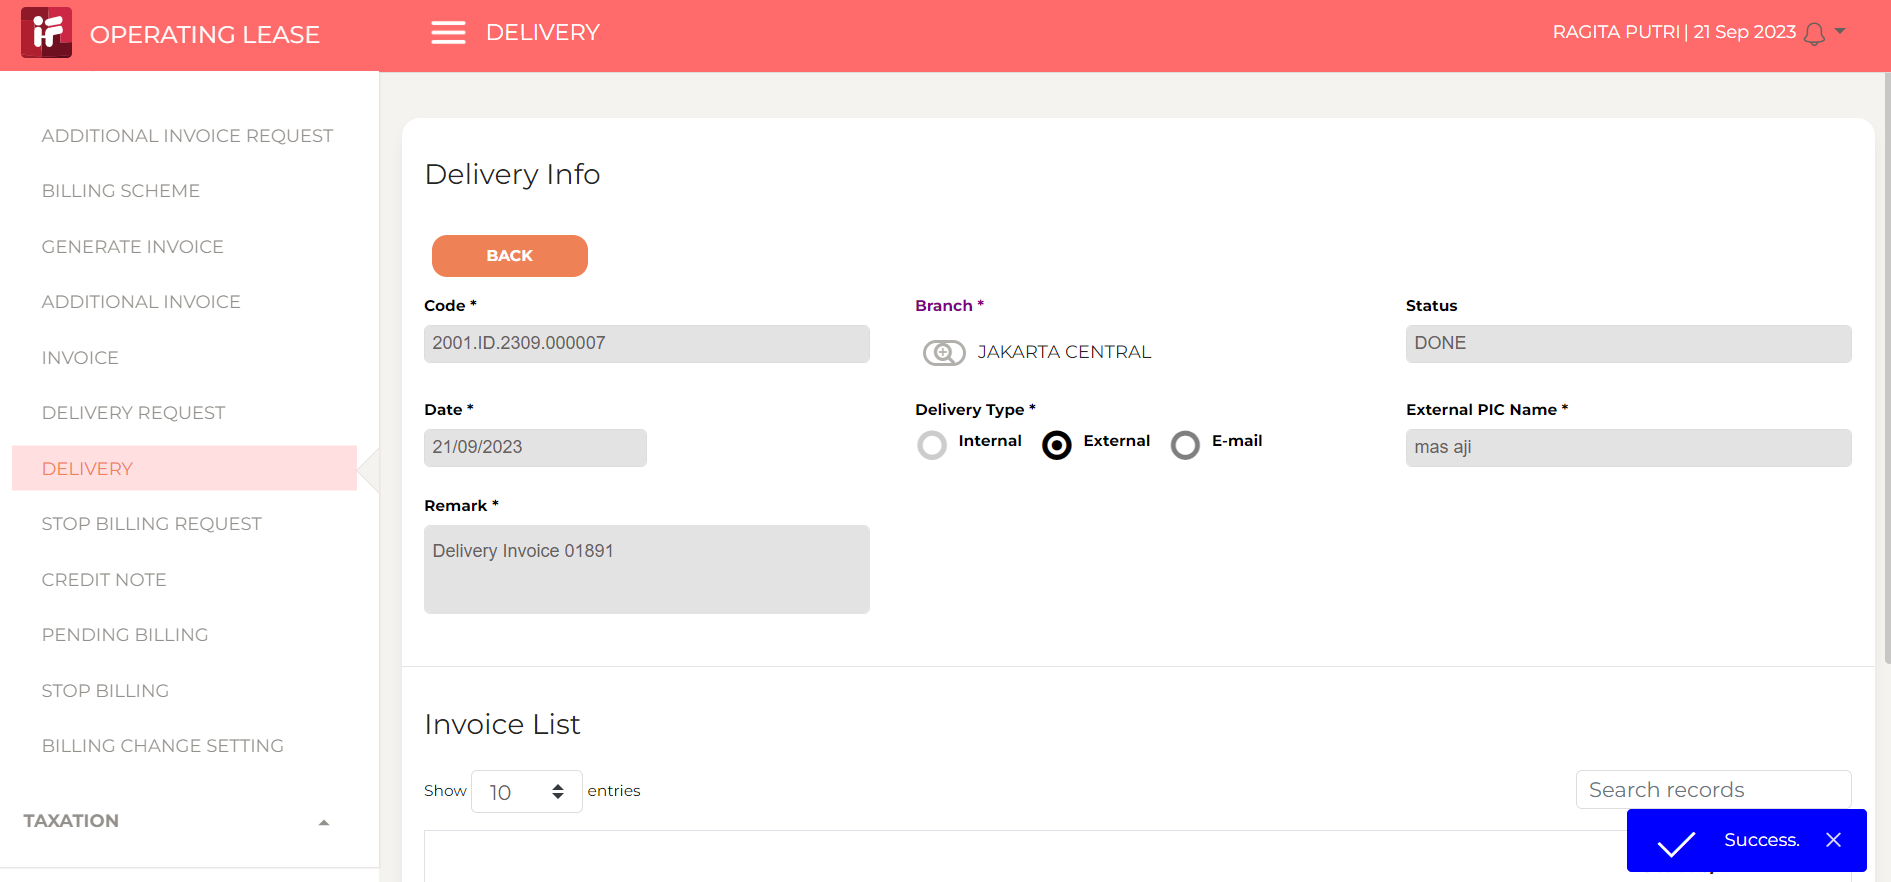 OPERATING LEASE
DELIVERY
RAGITA PUTRI | 21 Sep 2023
ADDITIONAL INVOICE REQUEST
BILLING SCHEME
GENERATE INVOICE
ADDITIONAL INVOICE
INVOICE
DELIVERY REQUEST
DELIVERY
STOP BILLING REQUEST
CREDIT NOTE
PENDING BILLING
STOP BILLING
BILLING CHANGE SETTING
TAXATION
Delivery Info
BACK
Code *
2001.ID.2309.000007
Branch *
JAKARTA CENTRAL
Status
DONE
Date *
21/09/2023
Delivery Type *
Internal External E-mail
External PIC Name *
mas aji
Remark *
Delivery Invoice 01891
Invoice List
Show 10 entries
Search records
Success.